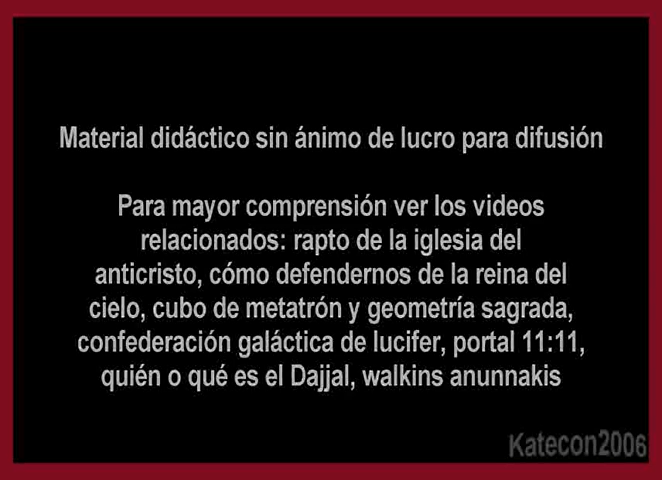 Material didáctico sin ánimo de lucro para difusión
Para mayor comprensión ver los videos
relacionados: rapto de la iglesia del
anticristo, cómo defendernos de la reina del
cielo, cubo de metatrón y geometría sagrada,
confederación galáctica de lucifer, portal 11:11,
quién o qué es el Dajjal, walkins anunnakis
Katecon2006